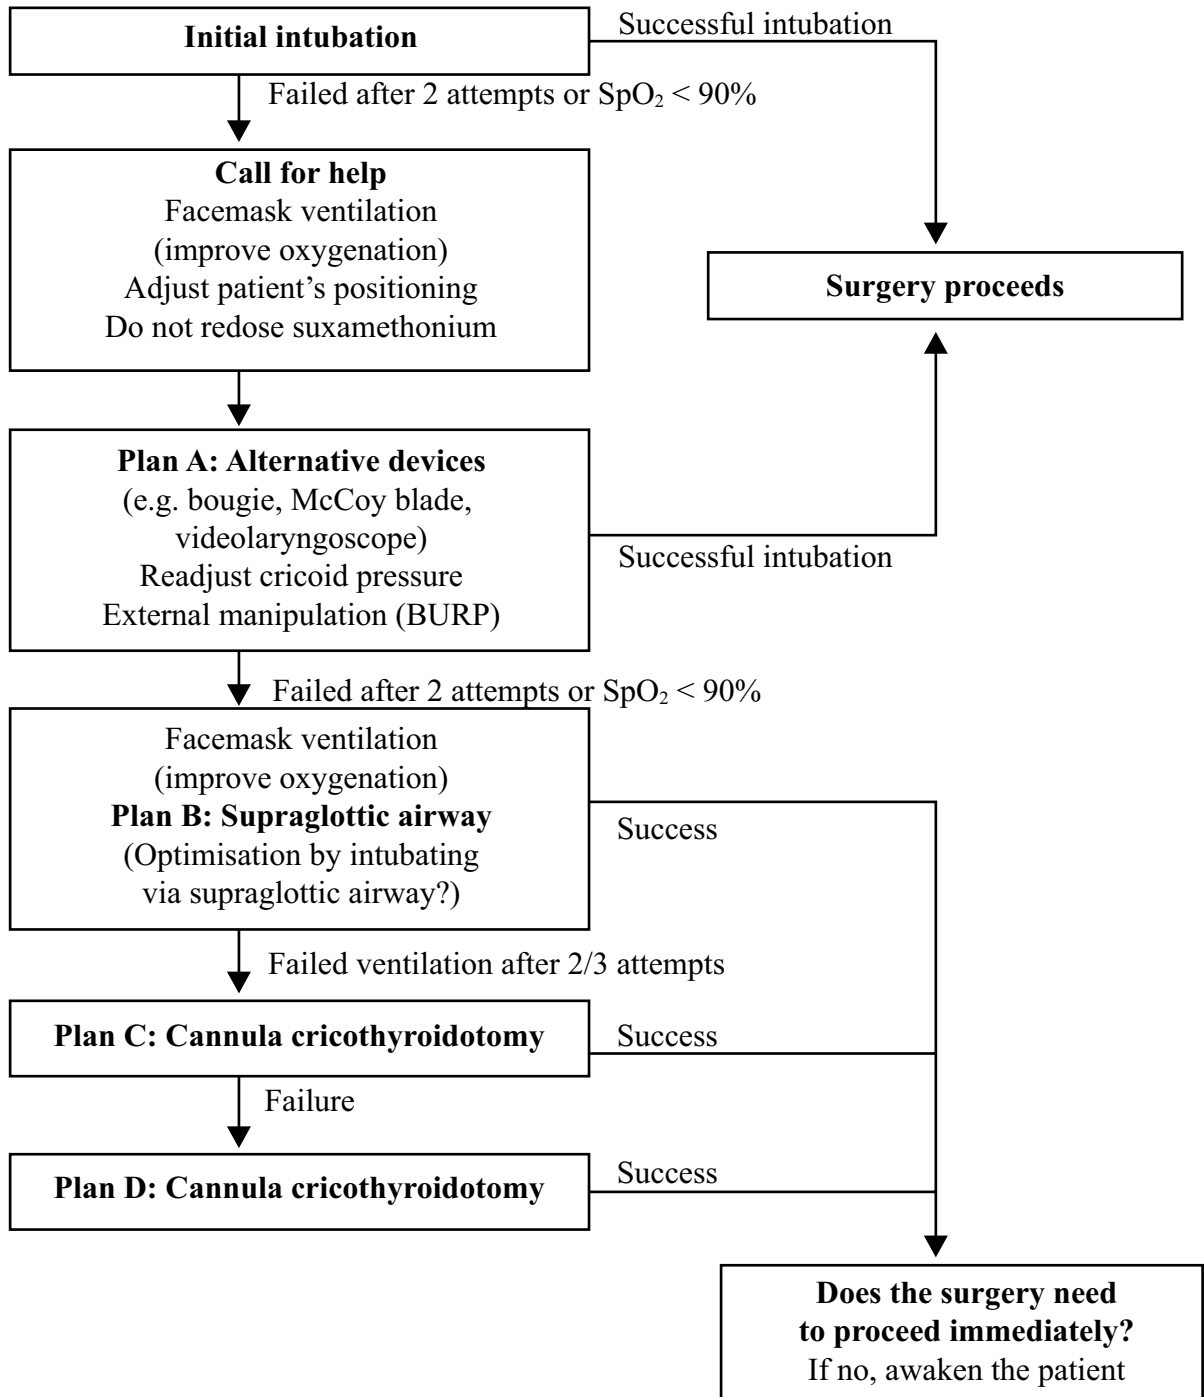 Initial intubation
Successful intubation
Failed after 2 attempts or SpO₂ < 90%
Call for help
Facemask ventilation
(improve oxygenation)
Adjust patient’s positioning
Do not redose suxamethonium
Surgery proceeds
Plan A: Alternative devices
(e.g. bougie, McCoy blade,
videolaryngoscope)
Readjust cricoid pressure
External manipulation (BURP)
Successful intubation
Failed after 2 attempts or SpO₂ < 90%
Facemask ventilation
(improve oxygenation)
Plan B: Supraglottic airway
(Optimisation by intubating
via supraglottic airway?)
Success
Failed ventilation after 2/3 attempts
Plan C: Cannula cricothyroidotomy
Success
Failure
Plan D: Cannula cricothyroidotomy
Success
Does the surgery need
to proceed immediately?
If no, awaken the patient